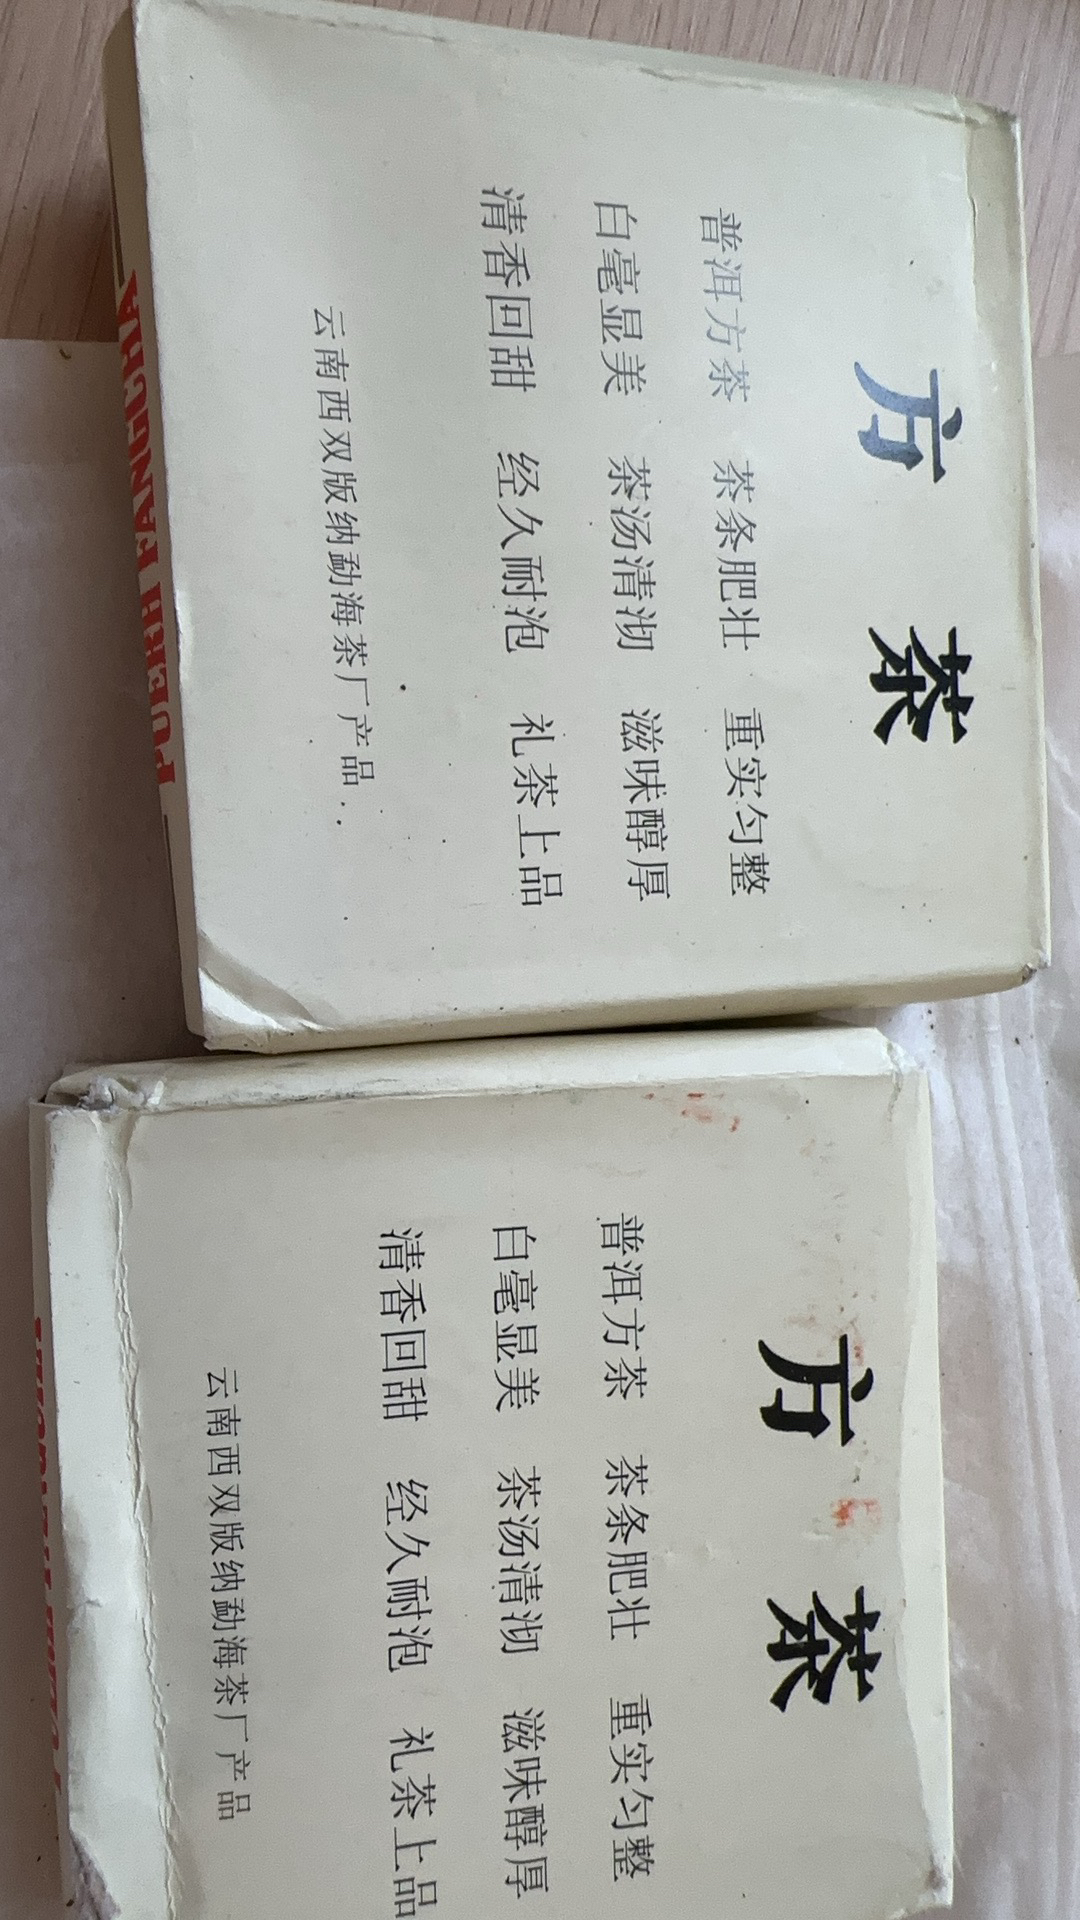 方 茶
普洱方茶 茶条肥壮 重实匀整
白毫显美 茶汤清沏 滋味醇厚
清香回甜 经久耐泡 礼茶上品
云南西双版纳勐海茶厂产品
PUERH FANGCHA
方 茶
普洱方茶 茶条肥壮 重实匀整
白毫显美 茶汤清沏 滋味醇厚
清香回甜 经久耐泡 礼茶上品
云南西双版纳勐海茶厂产品